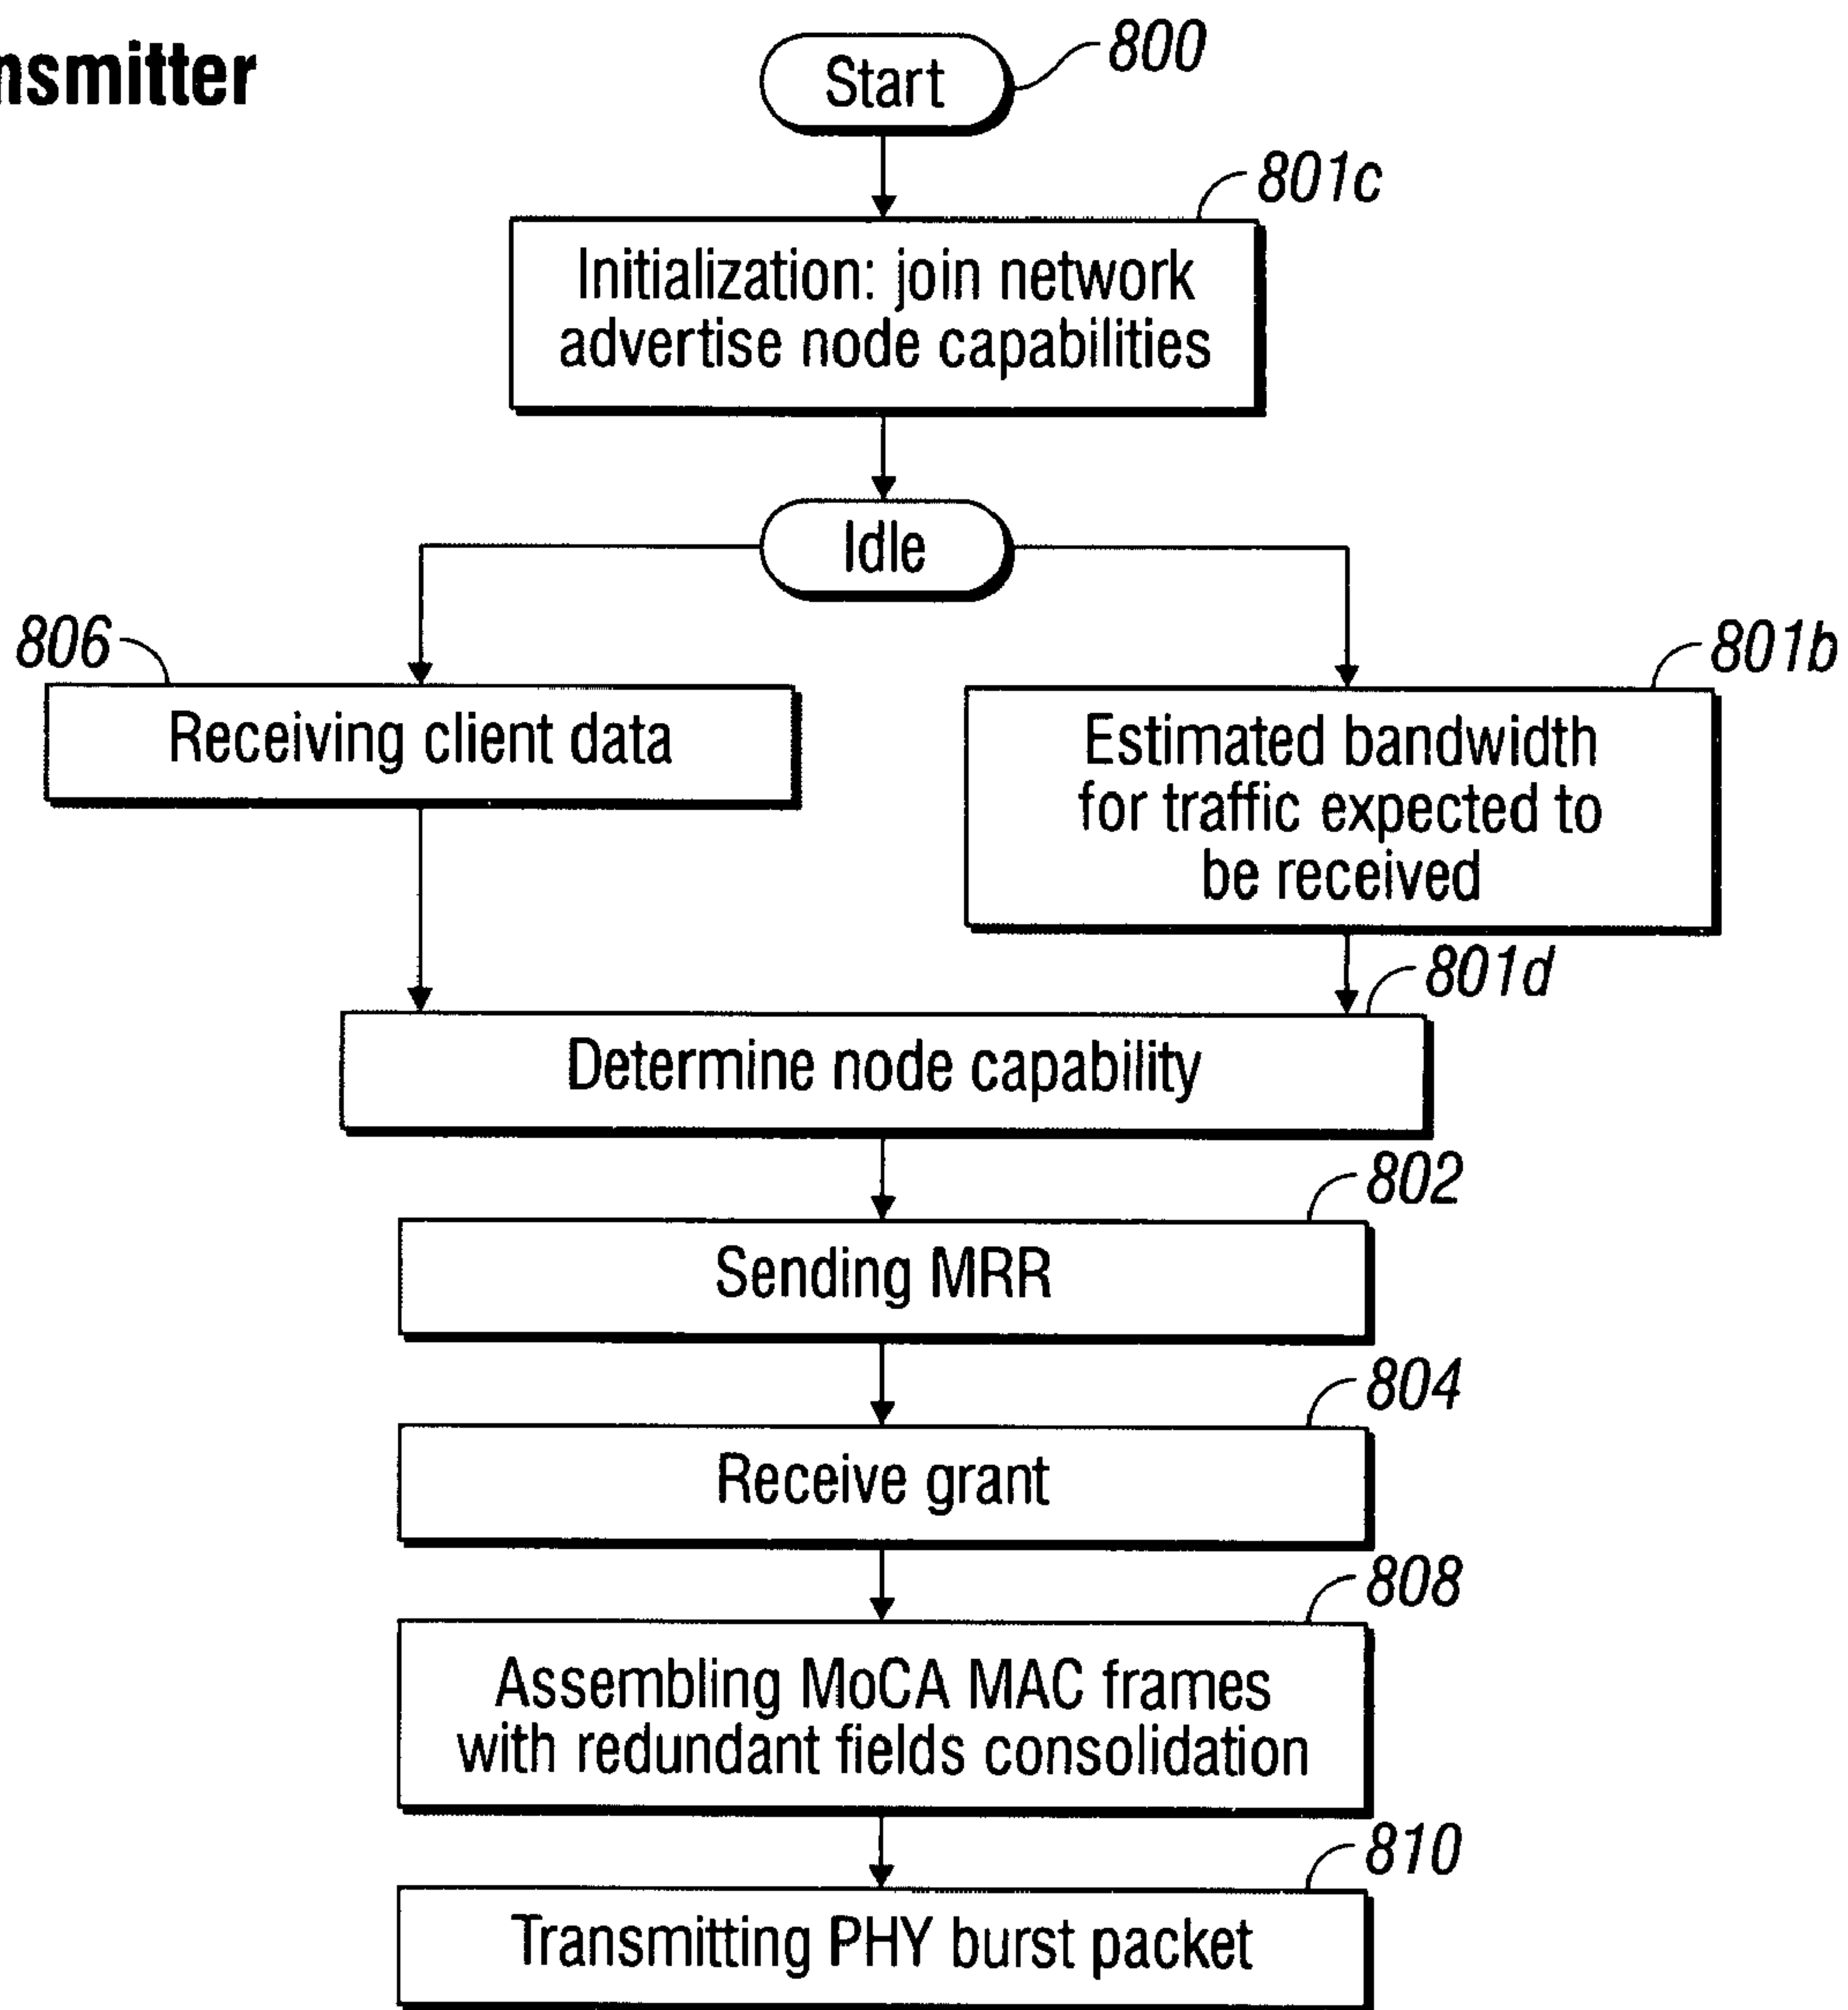 nsmitter
Start
800
801c
Initialization: join network
advertise node capabilities
Idle
806
801b
Receiving client data
Estimated bandwidth
for traffic expected to
be received
801d
Determine node capability
802
Sending MRR
804
Receive grant
808
Assembling MoCA MAC frames
with redundant fields consolidation
810
Transmitting PHY burst packet